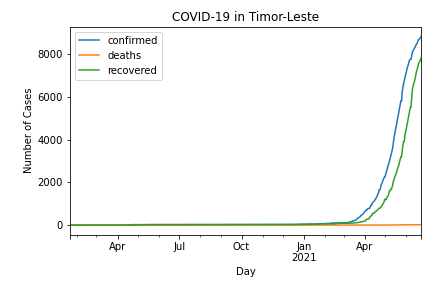 COVID-19 in Timor-Leste
confirmed
deaths
recovered
8000
6000
4000
2000
0
Number of Cases
Apr Jul Oct Jan Apr
2021
Day